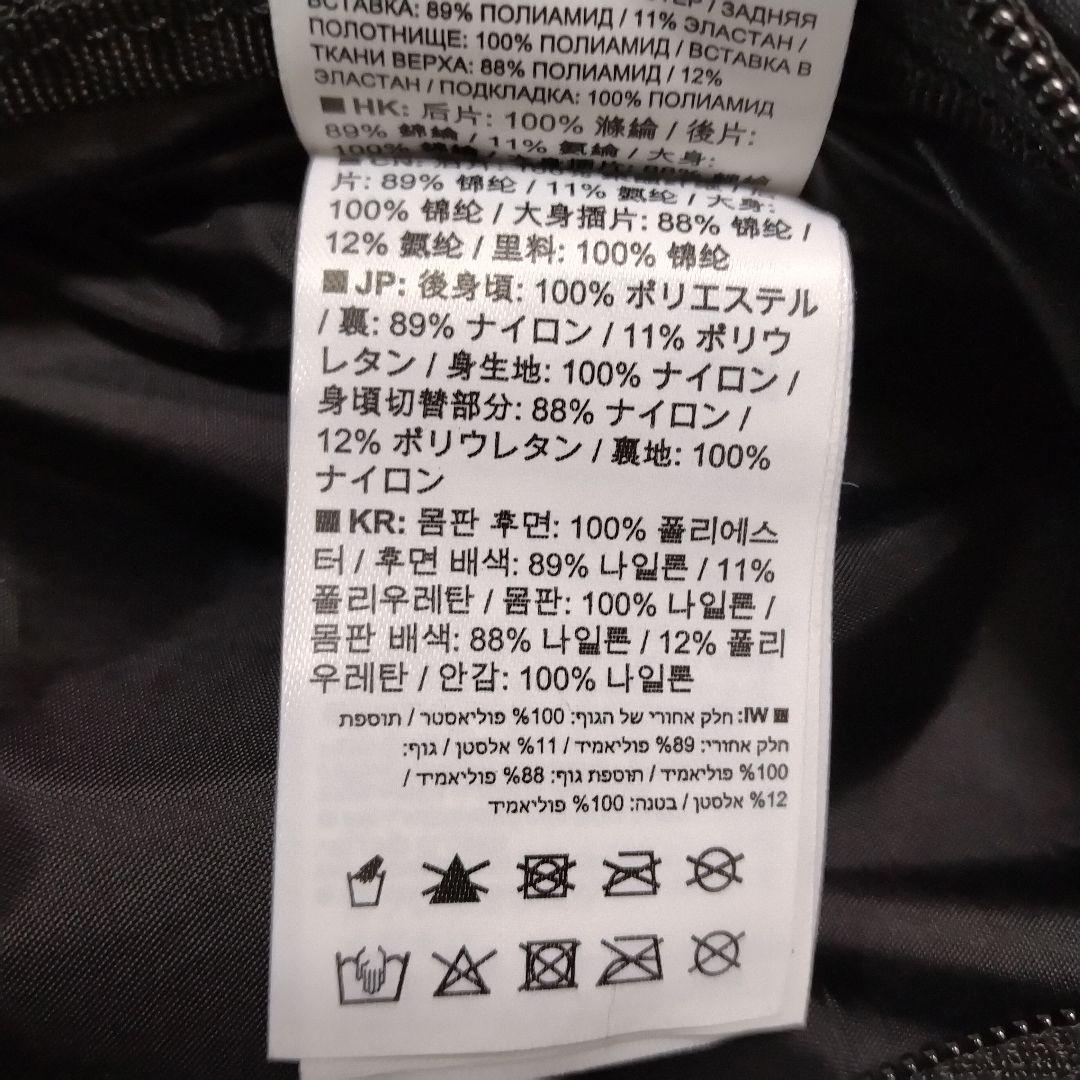 ВСТАВКА: 89% ПОЛИАМИД / 11% ЭЛАСТАН /
ПОЛОТНИЩЕ: 100% ПОЛИАМИД / ВСТАВКА В
ТКАНИ ВЕРХА: 88% ПОЛИАМИД / 12%
ЭЛАСТАН / ПОДКЛАДКА: 100% ПОЛИАМИД
HK: 后片: 100% 滌綸 / 後片:
89% 錦綸 / 11% 氨綸 / 大身:
片: 89% 锦纶 / 11% 氨纶 / 大身:
100% 锦纶 / 大身插片: 88% 锦纶 /
12% 氨纶 / 里料: 100% 锦纶
JP: 後身頃: 100% ポリエステル
/ 裏: 89% ナイロン / 11% ポリウ
レタン / 身生地: 100% ナイロン /
身頃切替部分: 88% ナイロン /
12% ポリウレタン / 裏地: 100%
ナイロン
KR: 몸판 후면: 100% 폴리에스
터 / 후면 배색: 89% 나일론 / 11%
폴리우레탄 / 몸판: 100% 나일론 /
몸판 배색: 88% 나일론 / 12% 폴리
우레탄 / 안감: 100% 나일론
IW: חלק אחורי של הגוף: 100% פוליאסטר / תוספת
חלק אחורי: 89% פוליאמיד / 11% אלסטן / גוף:
100% פוליאמיד / תוספת גוף: 88% פוליאמיד /
12% אלסטן / בטנה: 100% פוליאמיד